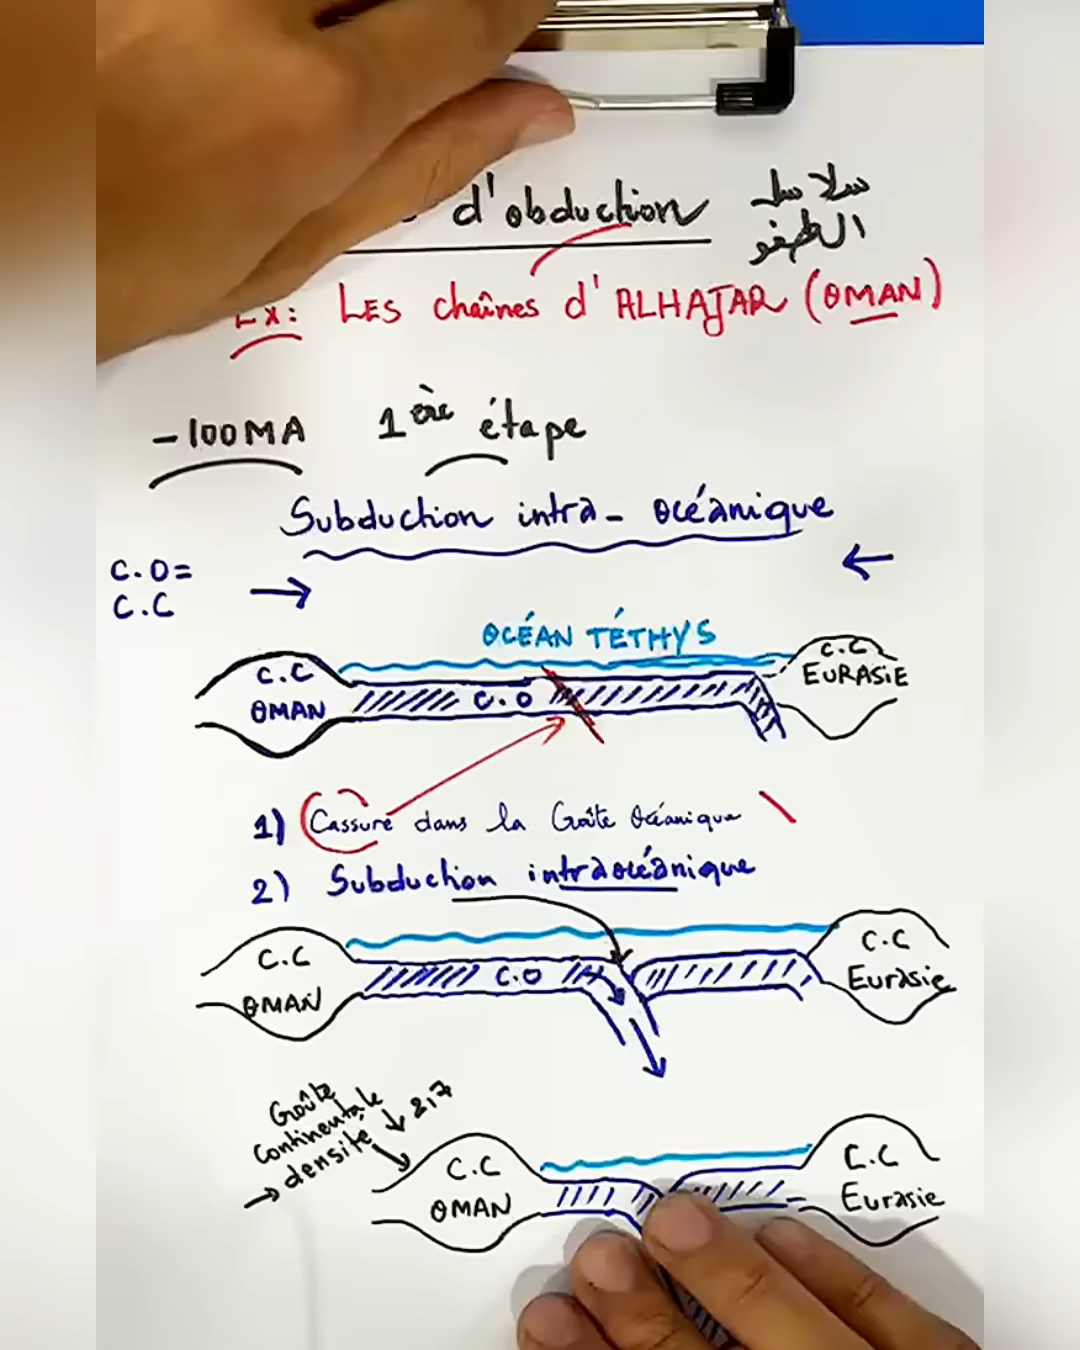 d'obduction
سلاسل
الطفو
Ex: LES chaînes d'ALHAJAR (OMAN)
-100MA 1ère étape
Subduction intra-océanique
C.O=
C.C
→ ←
OCÉAN TÉTHYS
C.C
OMAN
C.O
C.C
EURASIE
1) Cassure dans la Croûte Océanique
2) Subduction intraocéanique
C.C
OMAN
C.O
C.C
Eurasie
Croûte
continentale
→ densité ↓ 2,7
C.C
OMAN
C.C
Eurasie